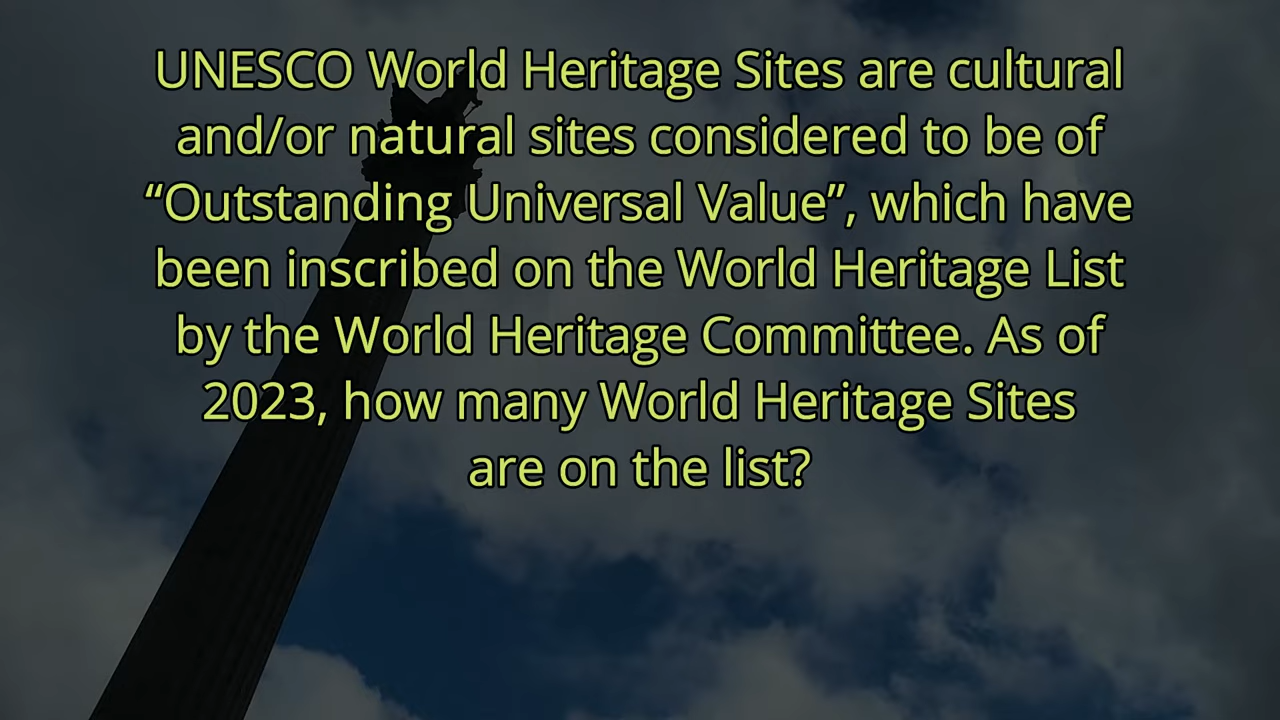 UNESCO World Heritage Sites are cultural
and/or natural sites considered to be of
“Outstanding Universal Value”, which have
been inscribed on the World Heritage List
by the World Heritage Committee. As of
2023, how many World Heritage Sites
are on the list?